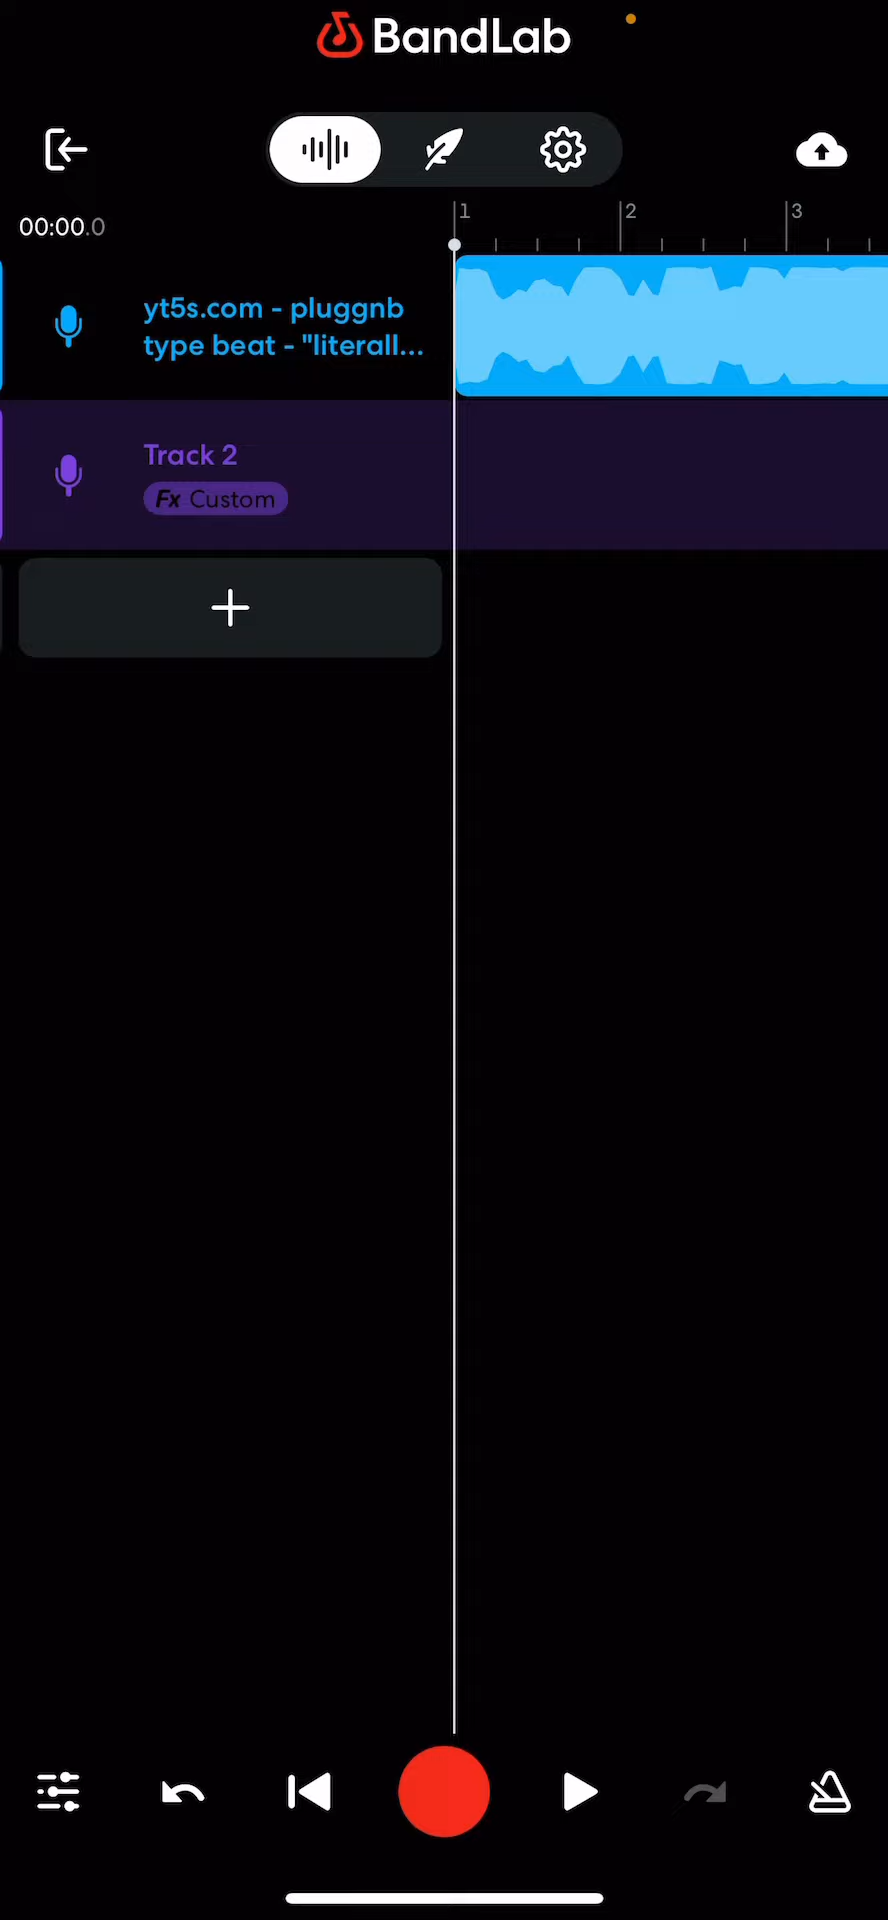 BandLab
00:00.0
1
2
3
yt5s.com - pluggnb
type beat - "literall...
Track 2
Fx Custom